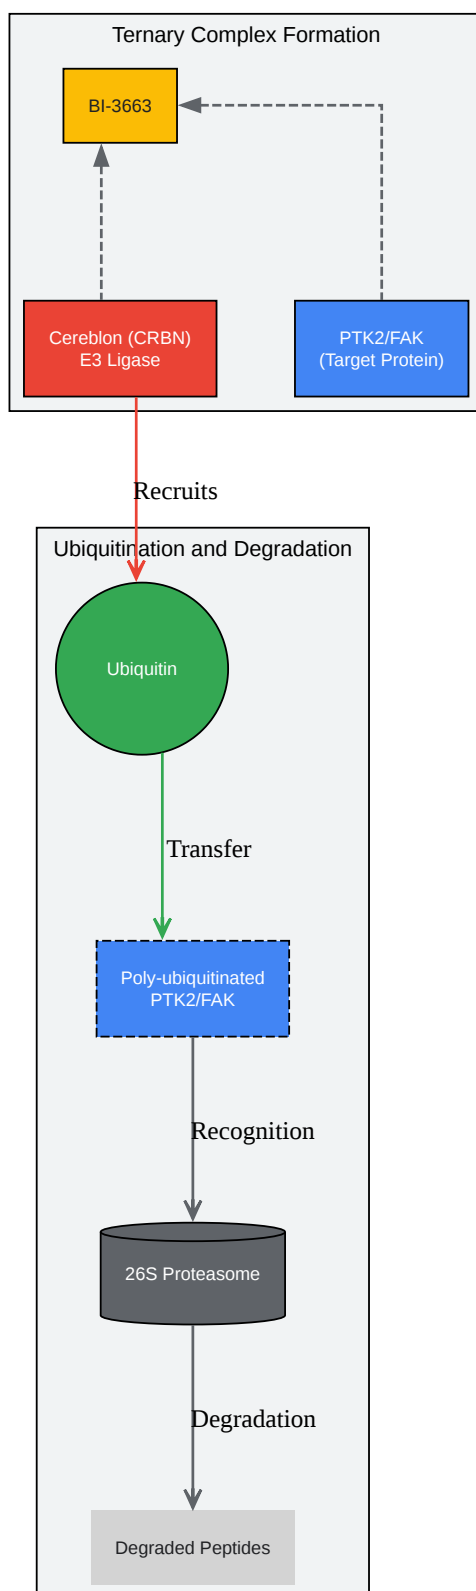 Ternary Complex Formation
BI-3663
Cereblon (CRBN)
E3 Ligase
PTK2/FAK
(Target Protein)
Recruits
Ubiquitination and Degradation
Ubiquitin
Transfer
Poly-ubiquitinated
PTK2/FAK
Recognition
26S Proteasome
Degradation
Degraded Peptides